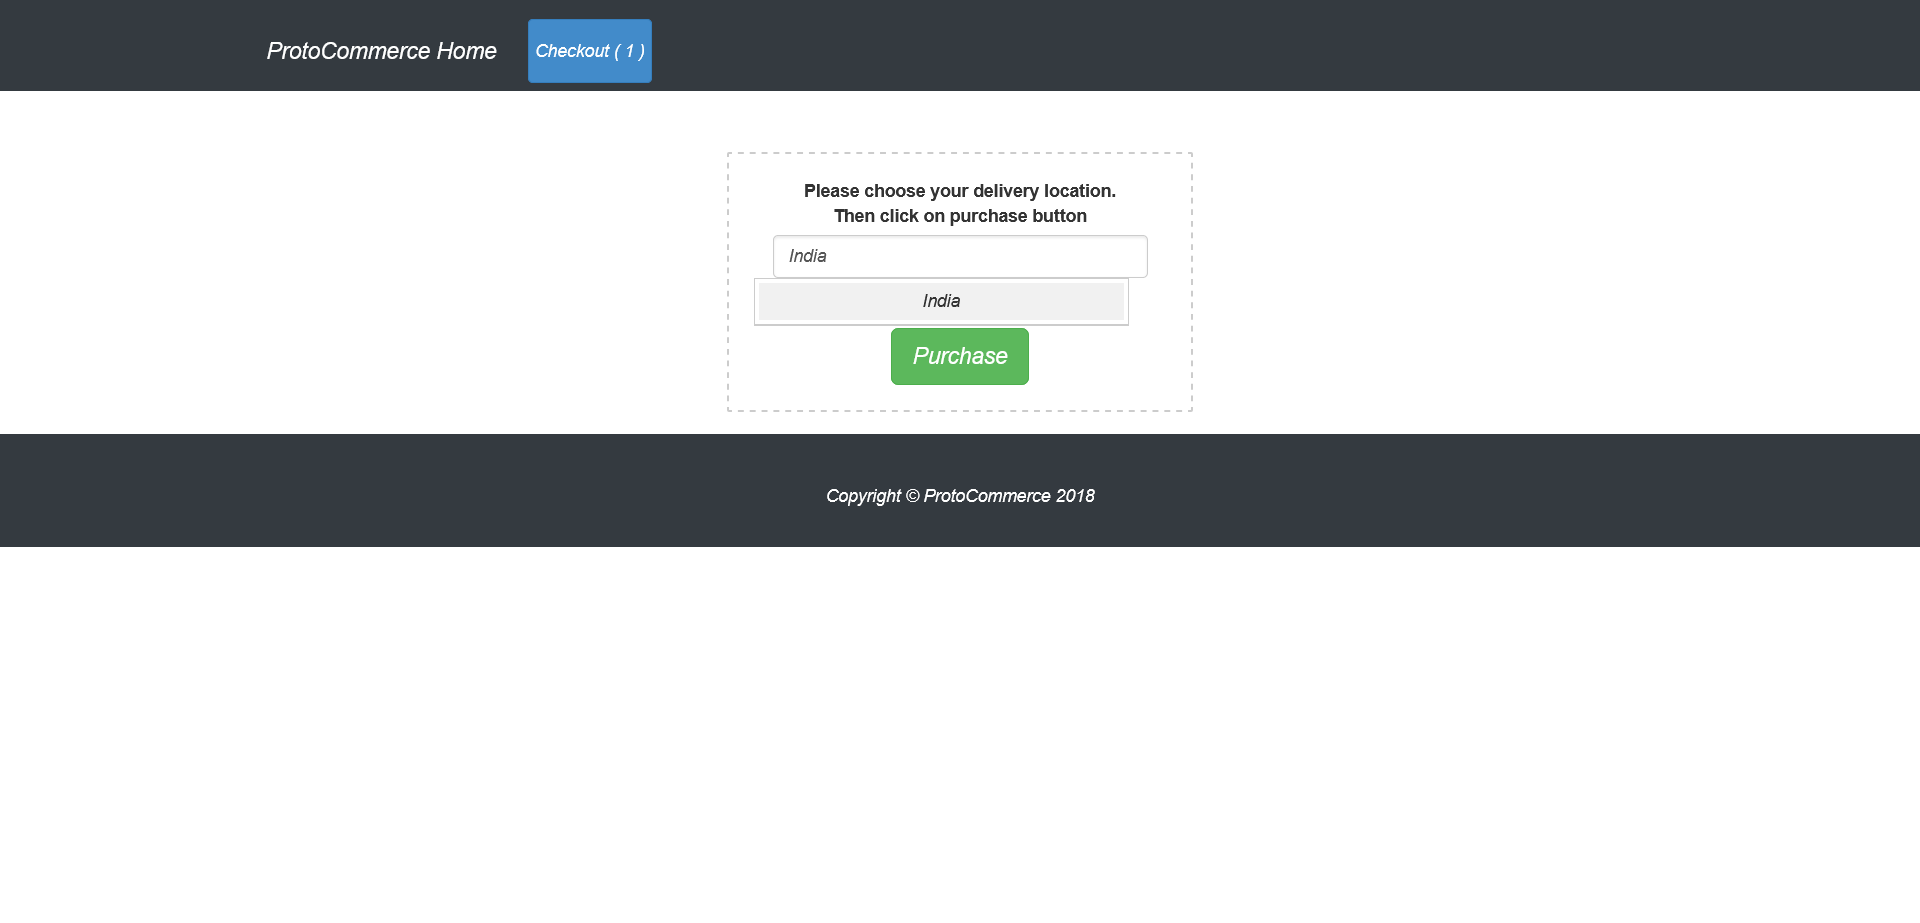 ProtoCommerce Home
Checkout ( 1 )
Please choose your delivery location.
Then click on purchase button
India
India
Purchase
Copyright © ProtoCommerce 2018